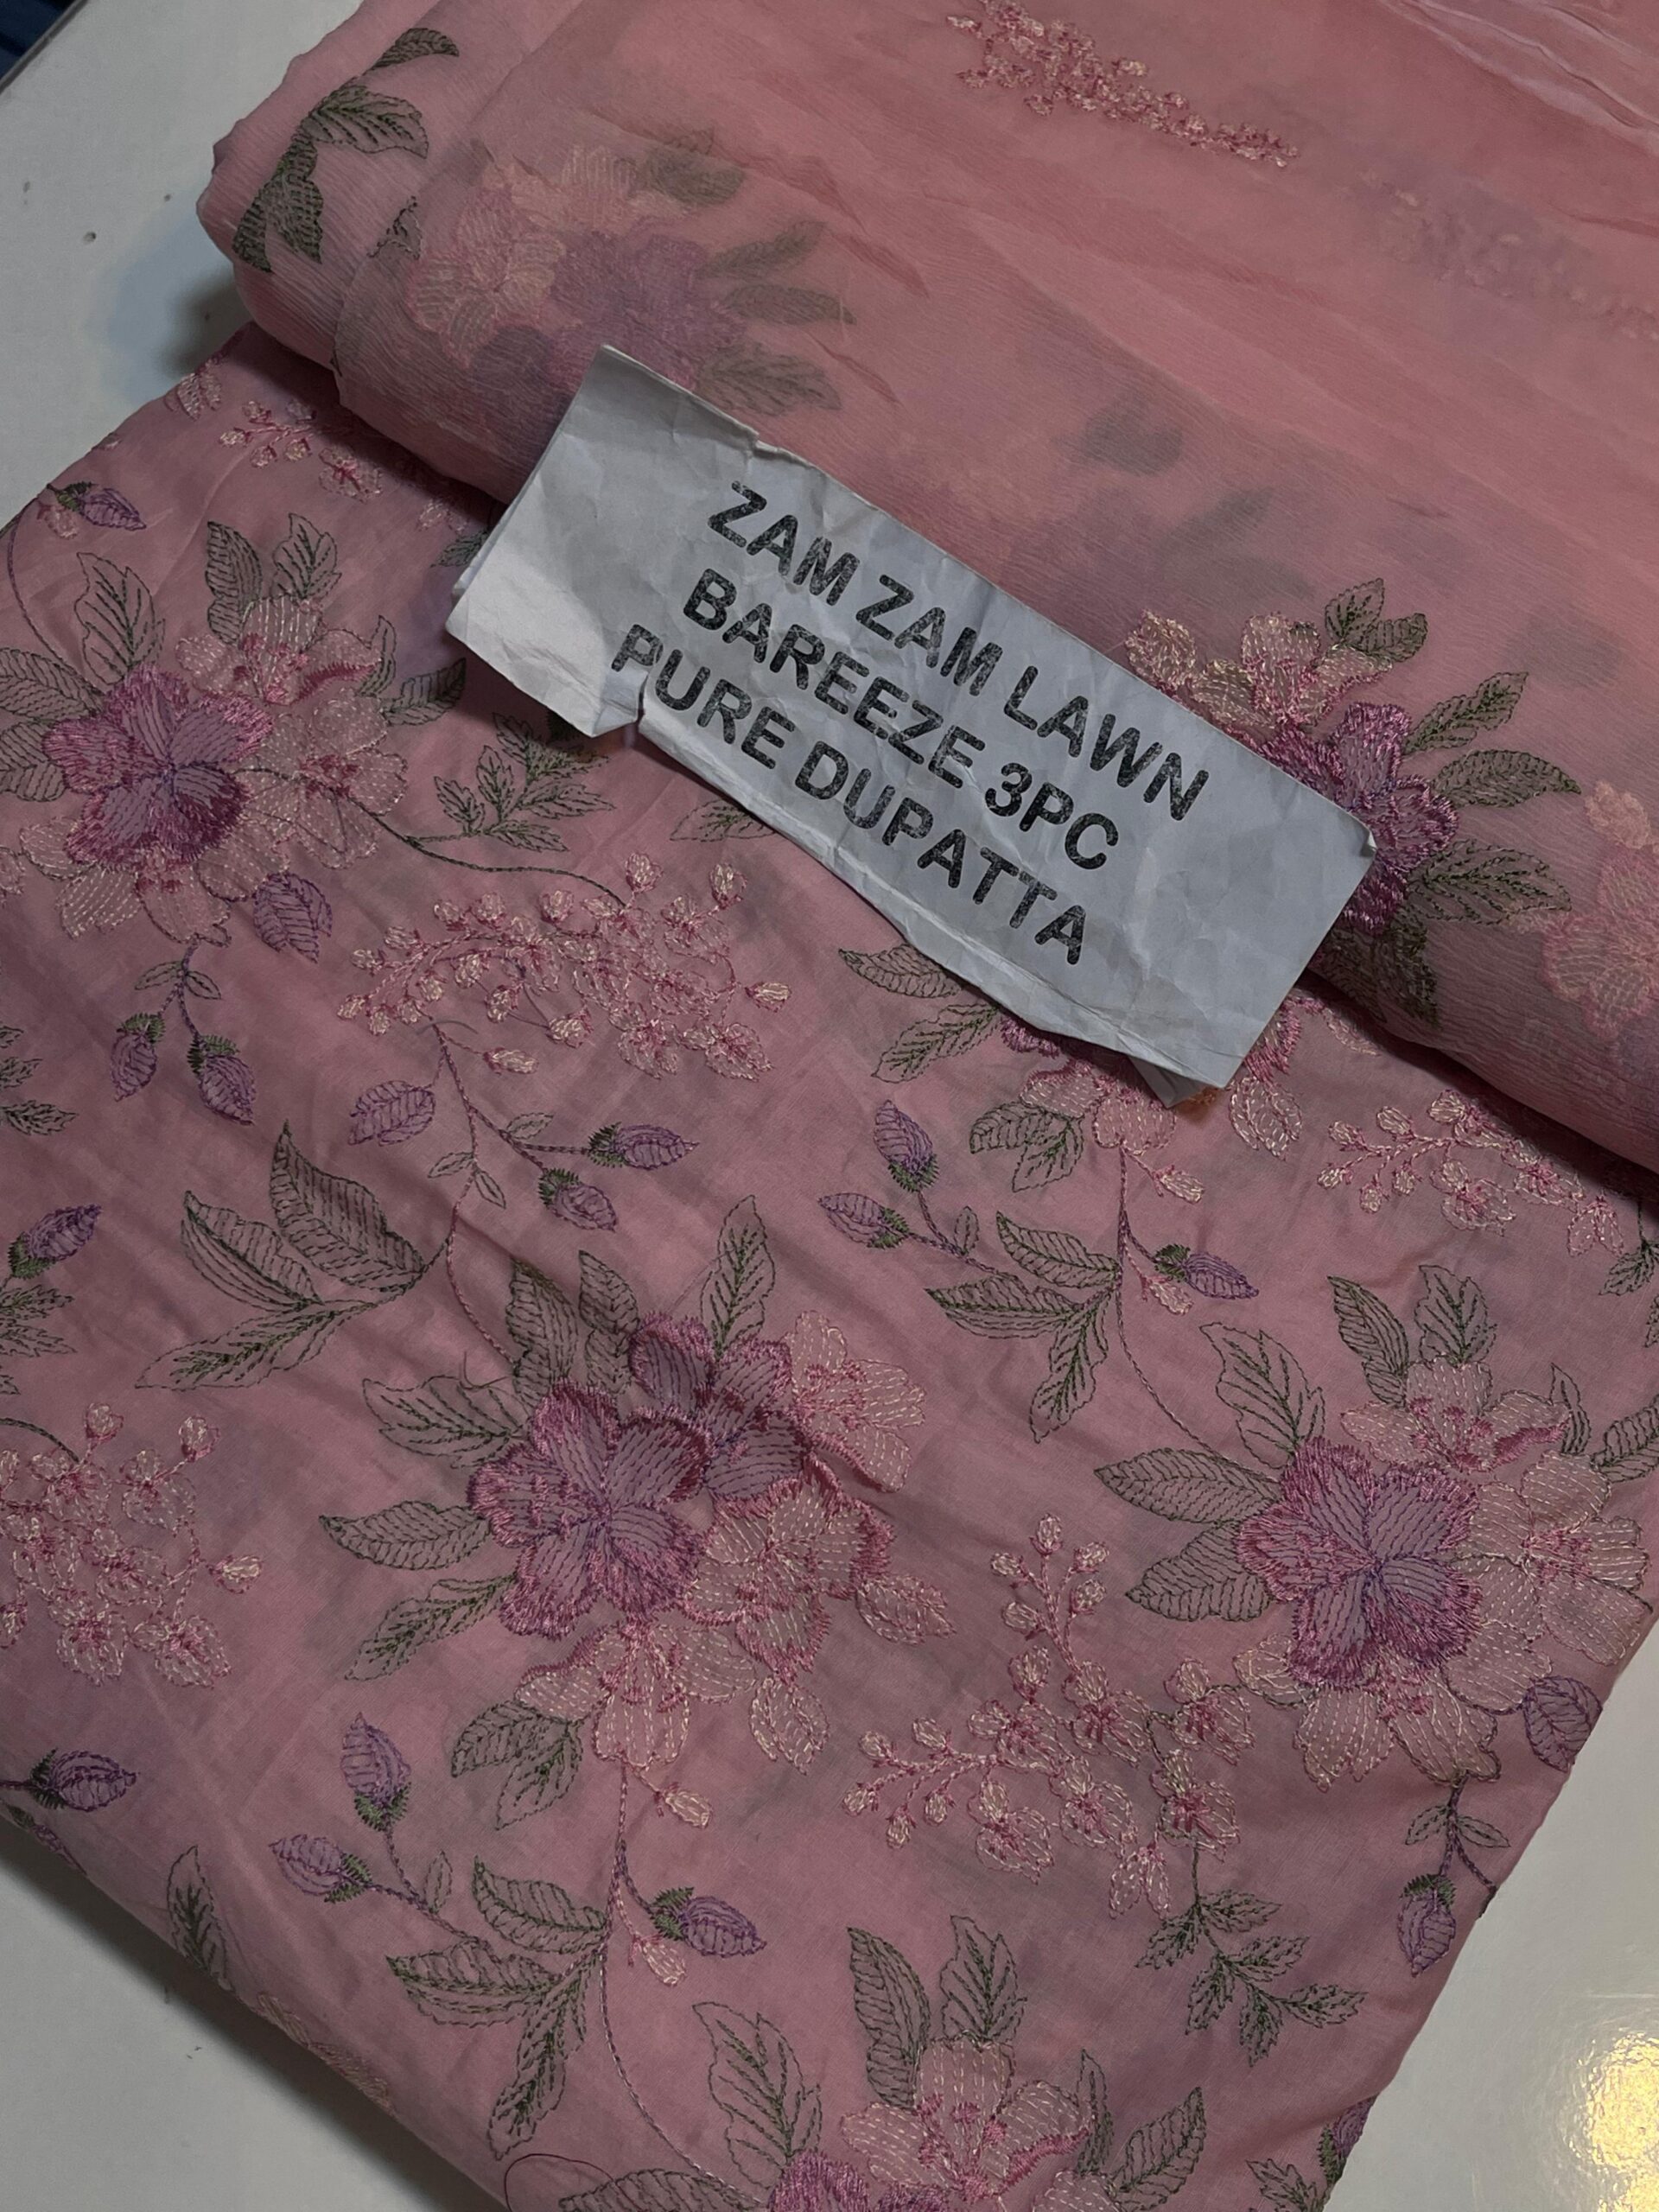 ZAM ZAM LAWN
BAREEZE 3PC
PURE DUPATTA